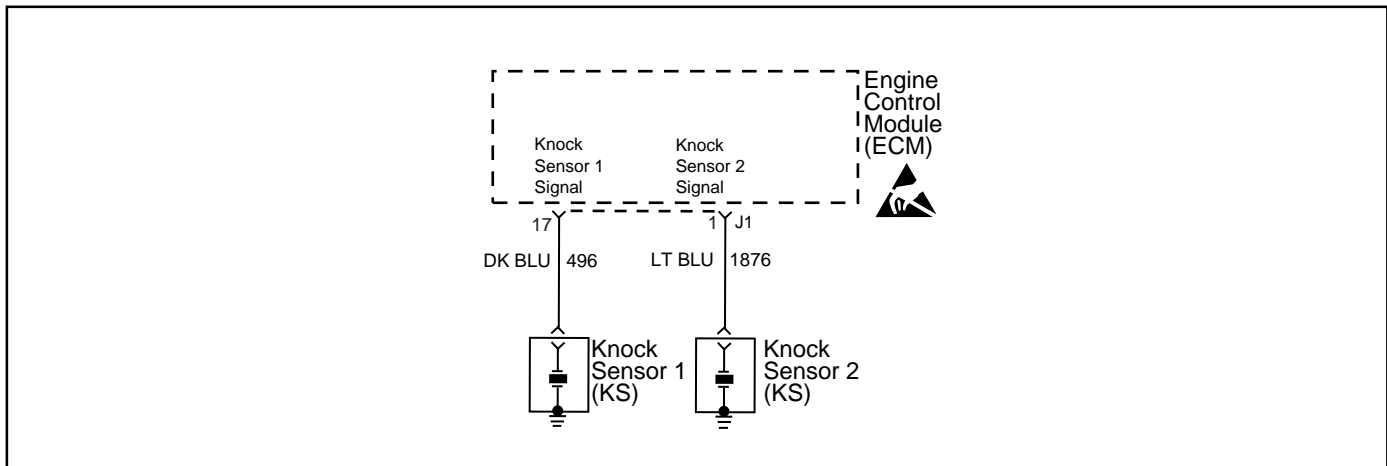 Engine
Control
Module
(ECM)
Knock
Sensor 1
Signal
Knock
Sensor 2
Signal
17
1
J1
DK BLU
496
LT BLU
1876
Knock
Sensor 1
(KS)
Knock
Sensor 2
(KS)